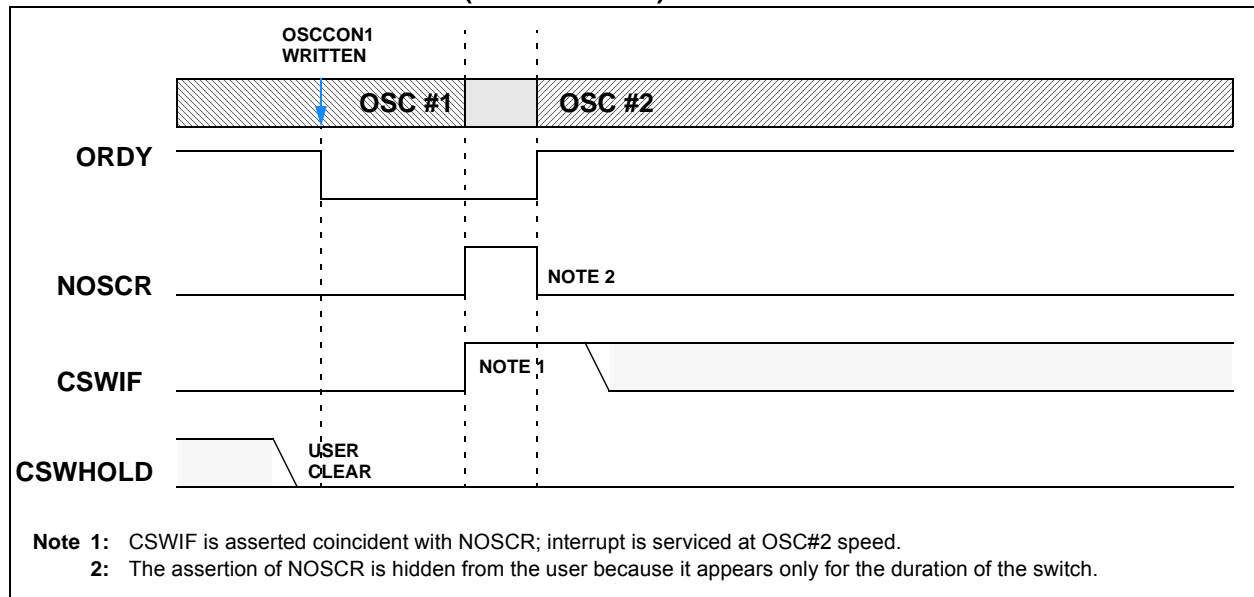 OSCCON1
WRITTEN
OSC #1
OSC #2
ORDY
NOSCR
NOTE 2
CSWIF
NOTE 1
CSWHOLD
USER
CLEAR
Note 1: CSWIF is asserted coincident with NOSCR; interrupt is serviced at OSC#2 speed.
2: The assertion of NOSCR is hidden from the user because it appears only for the duration of the switch.